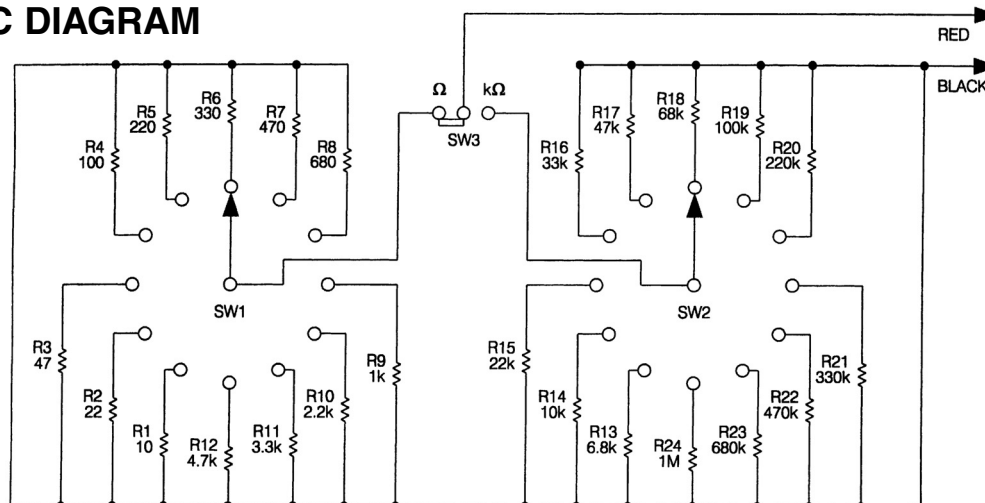 C DIAGRAM
RED
BLACK
R4
100
R5
220
R6
330
R7
470
R8
680
Ω
kΩ
SW3
R16
33k
R17
47k
R18
68k
R19
100k
R20
220k
SW1
SW2
R3
47
R2
22
R1
10
R12
4.7k
R11
3.3k
R10
2.2k
R9
1k
R15
22k
R14
10k
R13
6.8k
R24
1M
R23
680k
R22
470k
R21
330k